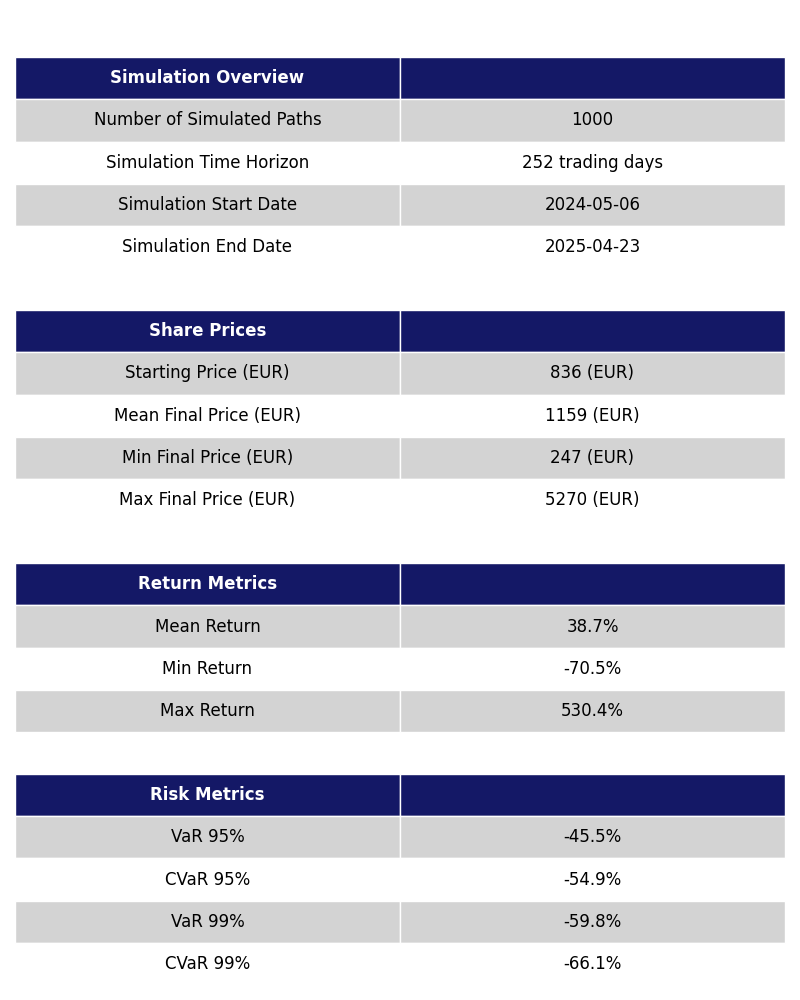 Simulation Overview
Number of Simulated Paths 1000
Simulation Time Horizon 252 trading days
Simulation Start Date 2024-05-06
Simulation End Date 2025-04-23
Share Prices
Starting Price (EUR) 836 (EUR)
Mean Final Price (EUR) 1159 (EUR)
Min Final Price (EUR) 247 (EUR)
Max Final Price (EUR) 5270 (EUR)
Return Metrics
Mean Return 38.7%
Min Return -70.5%
Max Return 530.4%
Risk Metrics
VaR 95% -45.5%
CVaR 95% -54.9%
VaR 99% -59.8%
CVaR 99% -66.1%